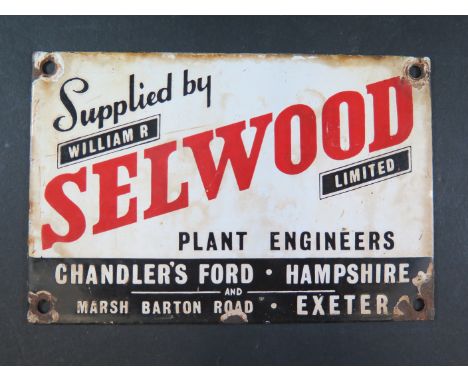 Supplied by
WILLIAM R
SELWOOD
LIMITED
PLANT ENGINEERS
CHANDLER'S FORD · HAMPSHIRE
AND
MARSH BARTON ROAD · EXETER